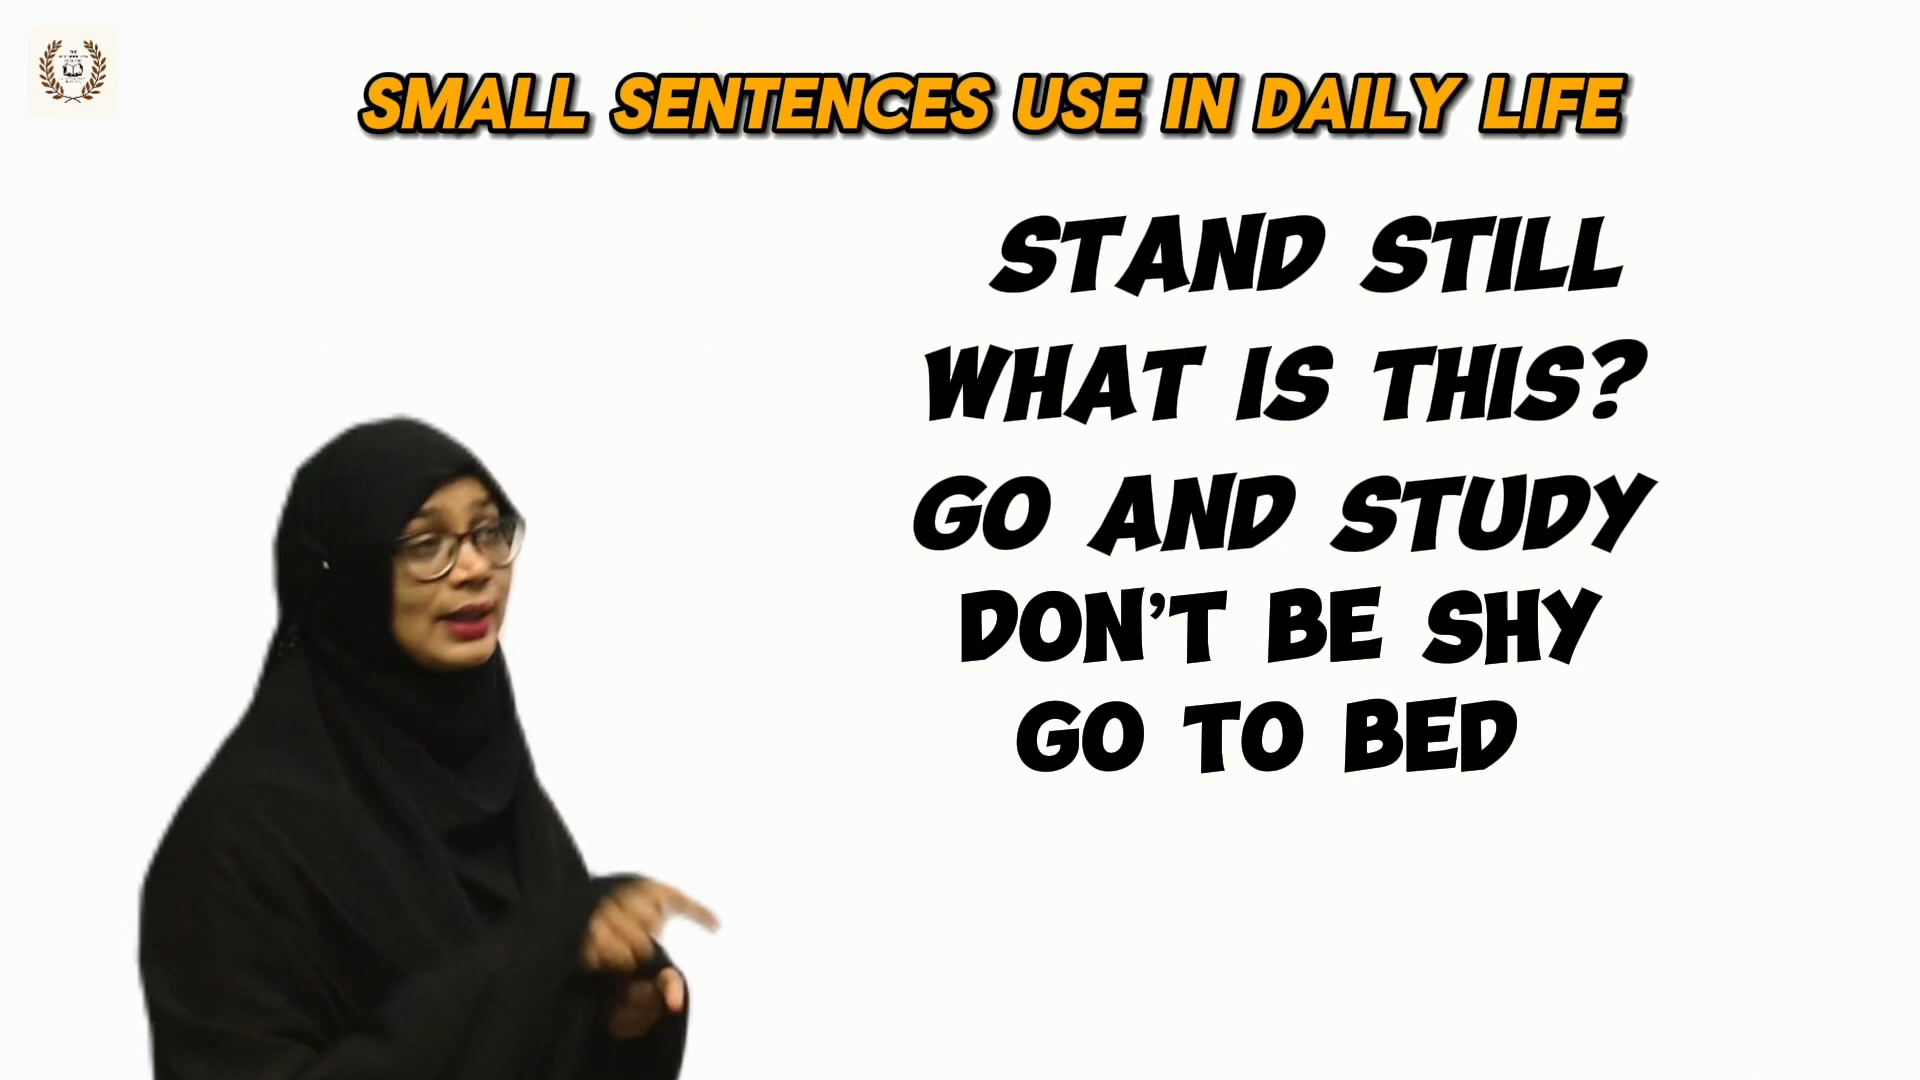 SMALL SENTENCES USE IN DAILY LIFE
STAND STILL
WHAT IS THIS?
GO AND STUDY
DON'T BE SHY
GO TO BED